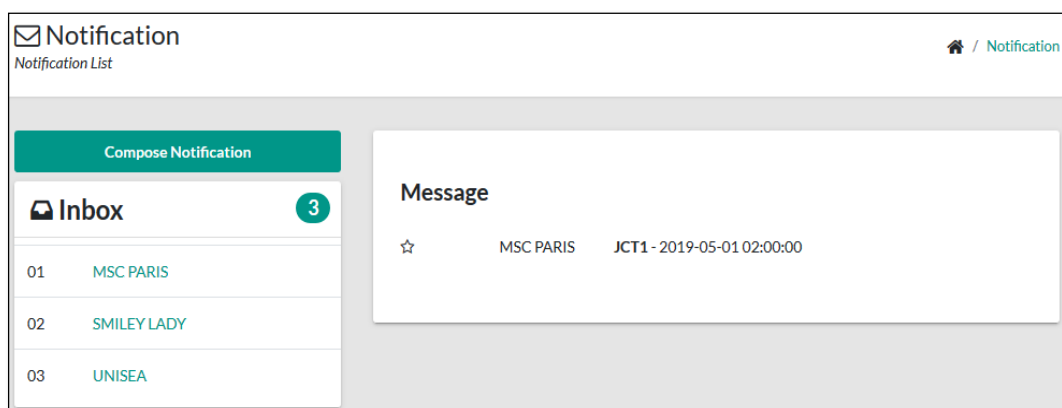 Notification
Notification List
/ Notification
Compose Notification
Inbox 3
01 MSC PARIS
02 SMILEY LADY
03 UNISEA
Message
MSC PARIS JCT1 - 2019-05-01 02:00:00